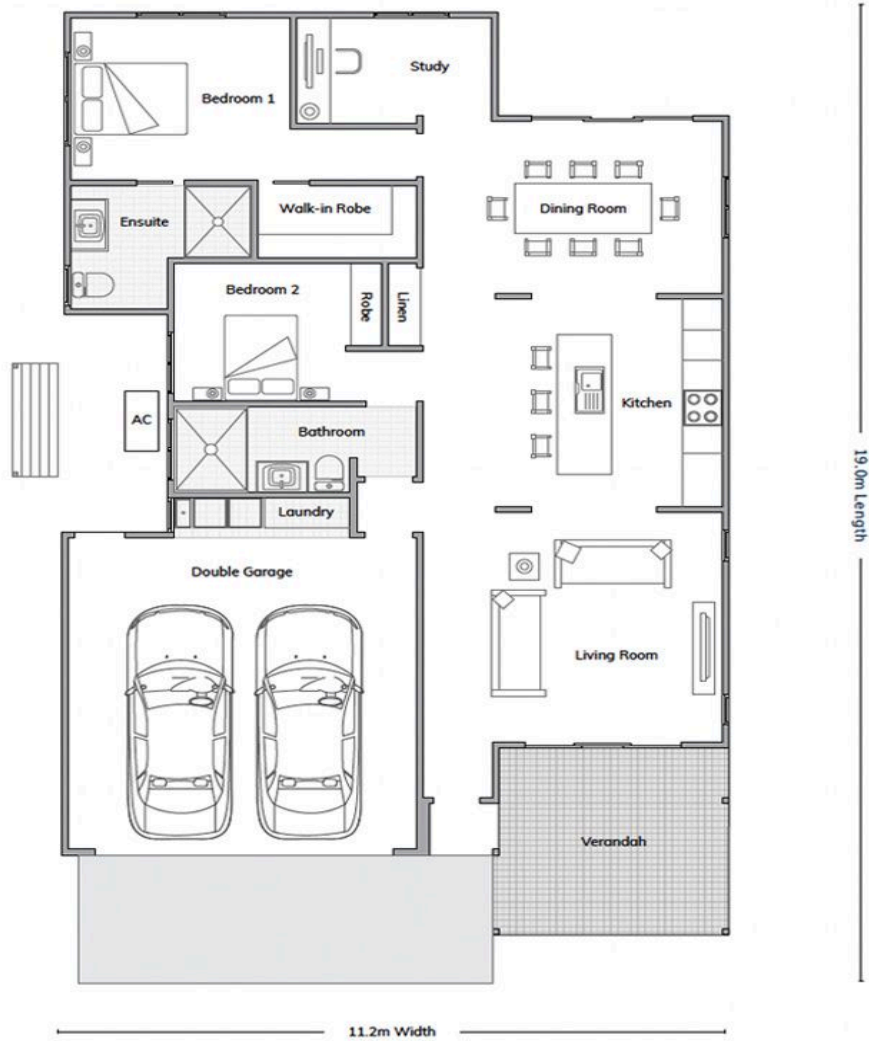 Study
Bedroom 1
Walk-in Robe
Dining Room
Ensuite
Bedroom 2
Robe
Linen
AC
Kitchen
Bathroom
Laundry
19.0m Length
Double Garage
Living Room
Verandah
11.2m Width